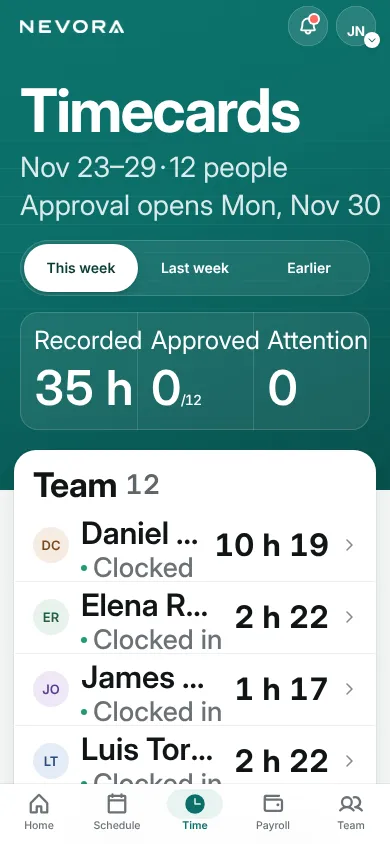 NEVORA
JN
Timecards
Nov 23–29 · 12 people
Approval opens Mon, Nov 30
This week Last week Earlier
Recorded Approved Attention
35 h 0/12 0
Team 12
DC Daniel ... 10 h 19
• Clocked
ER Elena R... 2 h 22
• Clocked in
JO James ... 1 h 17
• Clocked in
LT Luis Tor... 2 h 22
• Clocked in
Home Schedule Time Payroll Team